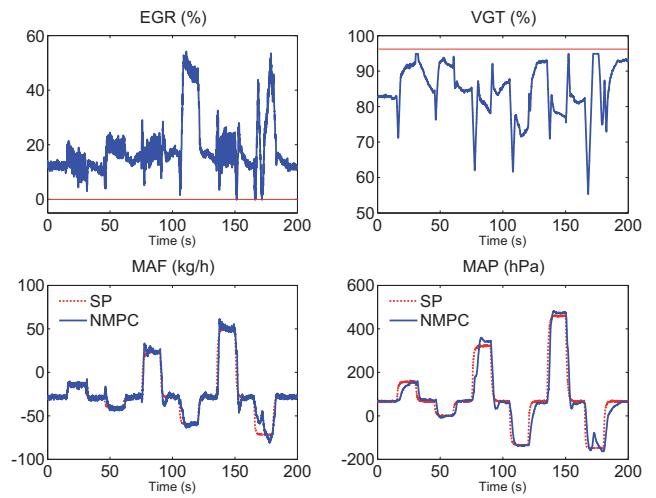 EGR (%)
60
40
20
0
0 50 100 150 200
Time (s)
VGT (%)
100
90
80
70
60
50
0 50 100 150 200
Time (s)
MAF (kg/h)
100
50
0
-50
-100
SP
NMPC
0 50 100 150 200
Time (s)
MAP (hPa)
600
400
200
0
-200
SP
NMPC
0 50 100 150 200
Time (s)